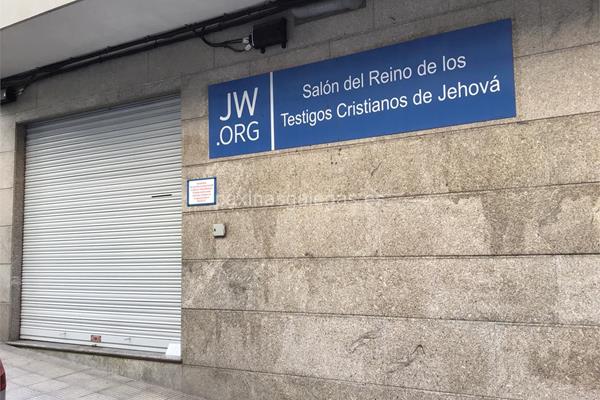 JW
.ORG
Salón del Reino de los
Testigos Cristianos de Jehová